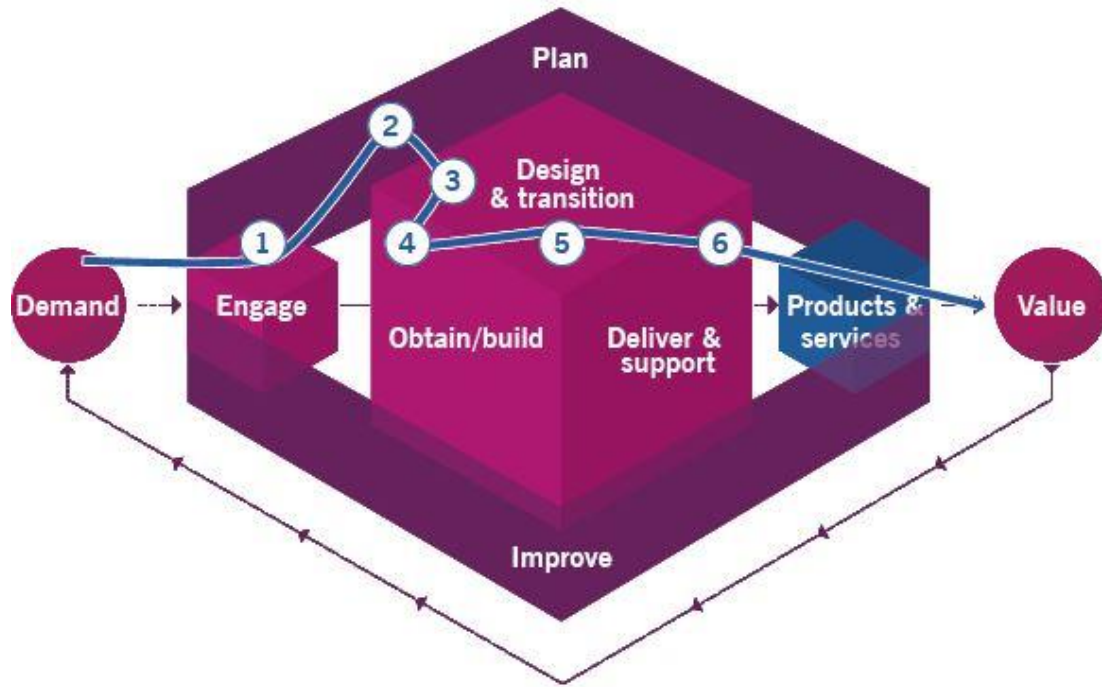 Plan
2
3
Design
& transition
1
4
5
6
Demand
Engage
Obtain/build
Deliver &
support
Products &
services
Value
Improve